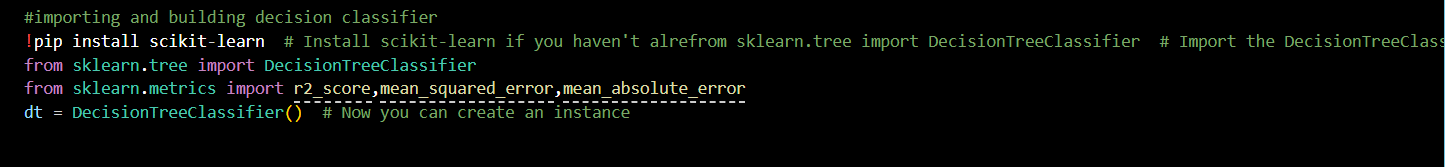 #importing and building decision classifier
!pip install scikit-learn  # Install scikit-learn if you haven't alrefrom sklearn.tree import DecisionTreeClassifier  # Import the DecisionTreeClass
from sklearn.tree import DecisionTreeClassifier
from sklearn.metrics import r2_score,mean_squared_error,mean_absolute_error
dt = DecisionTreeClassifier()  # Now you can create an instance